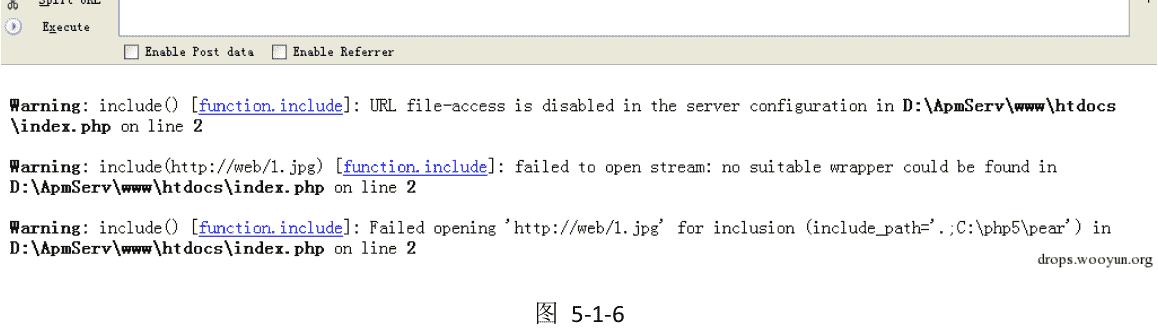 Split URL
Execute
Enable Post data Enable Referrer
Warning: include() [function.include]: URL file-access is disabled in the server configuration in D:\ApmServ\www\htdocs
\index.php on line 2
Warning: include(http://web/1.jpg) [function.include]: failed to open stream: no suitable wrapper could be found in
D:\ApmServ\www\htdocs\index.php on line 2
Warning: include() [function.include]: Failed opening 'http://web/1.jpg' for inclusion (include_path='.;C:\php5\pear') in
D:\ApmServ\www\htdocs\index.php on line 2
drops.wooyun.org
图 5-1-6